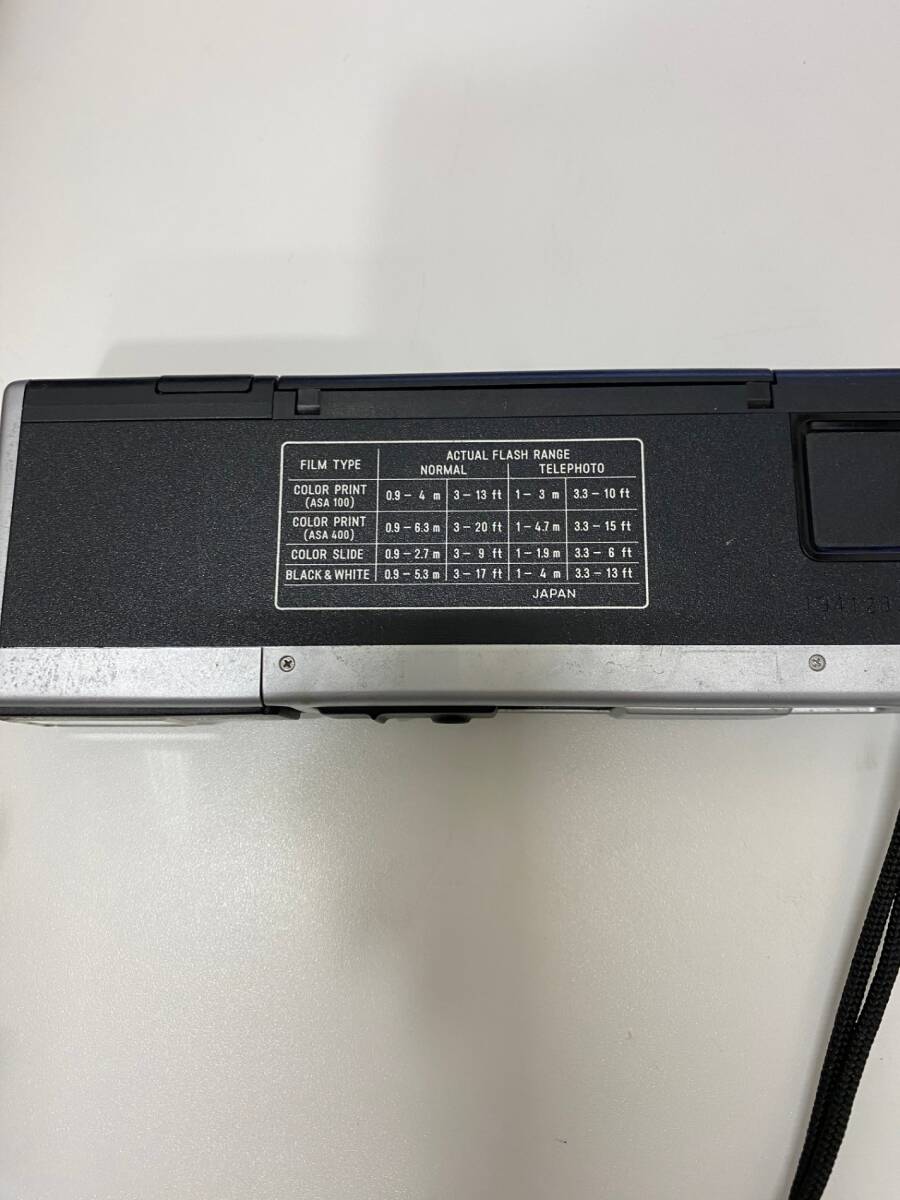 ACTUAL FLASH RANGE
FILM TYPE NORMAL TELEPHOTO
COLOR PRINT (ASA 100) 0.9 – 4 m 3 – 13 ft 1 – 3 m 3.3 – 10 ft
COLOR PRINT (ASA 400) 0.9 – 6.3 m 3 – 20 ft 1 – 4.7 m 3.3 – 15 ft
COLOR SLIDE 0.9 – 2.7 m 3 – 9 ft 1 – 1.9 m 3.3 – 6 ft
BLACK & WHITE 0.9 – 5.3 m 3 – 17 ft 1 – 4 m 3.3 – 13 ft
JAPAN